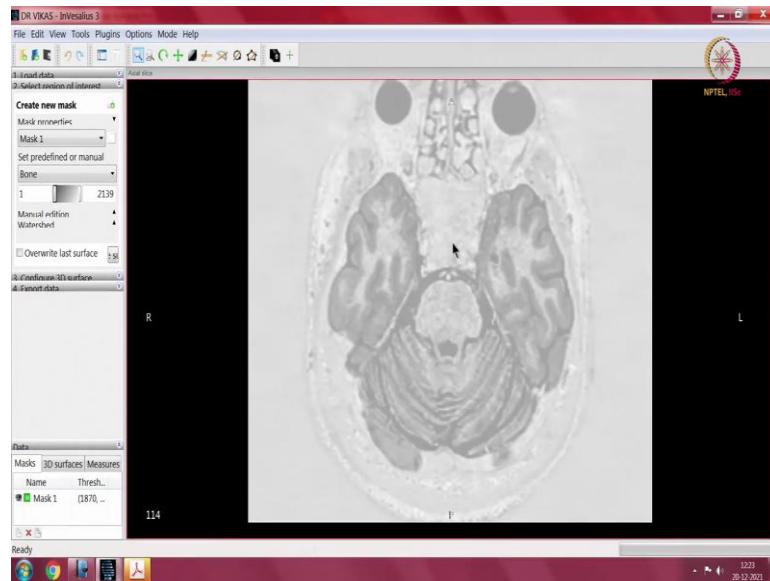 DR VIKAS - InVesalius 3
File Edit View Tools Plugins Options Mode Help
NPTEL, IISc
1. Load data
Axial slice
2. Select region of interest
Create new mask
Mask properties
Mask 1
Set predefined or manual
Bone
1 2139
Manual edition
Watershed
Overwrite last surface
3. Configure 3D surface
4. Export data
A
R
L
Data
Masks 3D surfaces Measures
Name Thresh...
Mask 1 (1870, ...
114
P
Ready
12:23
20-12-2021